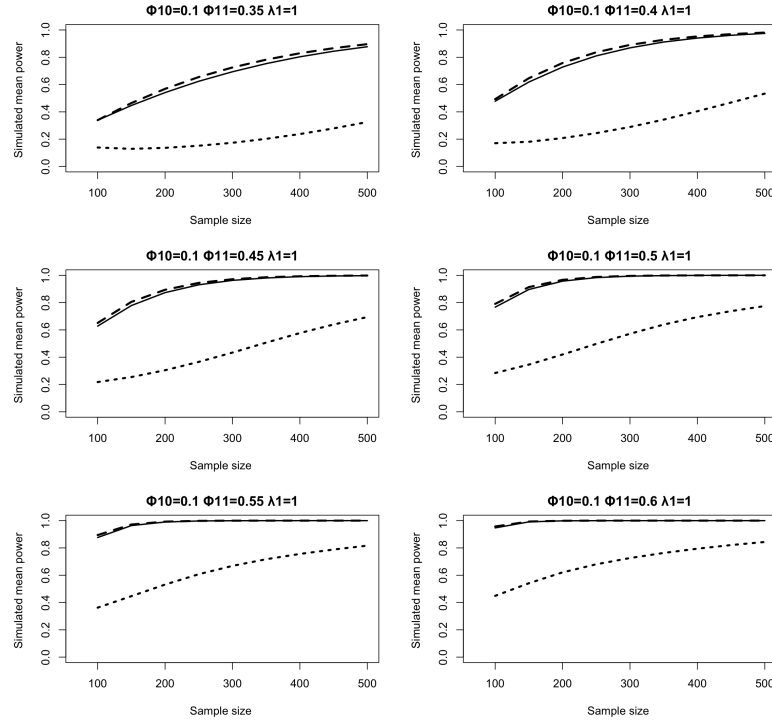 Φ10=0.1 Φ11=0.35 λ1=1
Simulated mean power
0.0 0.2 0.4 0.6 0.8 1.0
100 200 300 400 500
Sample size
Φ10=0.1 Φ11=0.4 λ1=1
Simulated mean power
0.0 0.2 0.4 0.6 0.8 1.0
100 200 300 400 500
Sample size
Φ10=0.1 Φ11=0.45 λ1=1
Simulated mean power
0.0 0.2 0.4 0.6 0.8 1.0
100 200 300 400 500
Sample size
Φ10=0.1 Φ11=0.5 λ1=1
Simulated mean power
0.0 0.2 0.4 0.6 0.8 1.0
100 200 300 400 500
Sample size
Φ10=0.1 Φ11=0.55 λ1=1
Simulated mean power
0.0 0.2 0.4 0.6 0.8 1.0
100 200 300 400 500
Sample size
Φ10=0.1 Φ11=0.6 λ1=1
Simulated mean power
0.0 0.2 0.4 0.6 0.8 1.0
100 200 300 400 500
Sample size